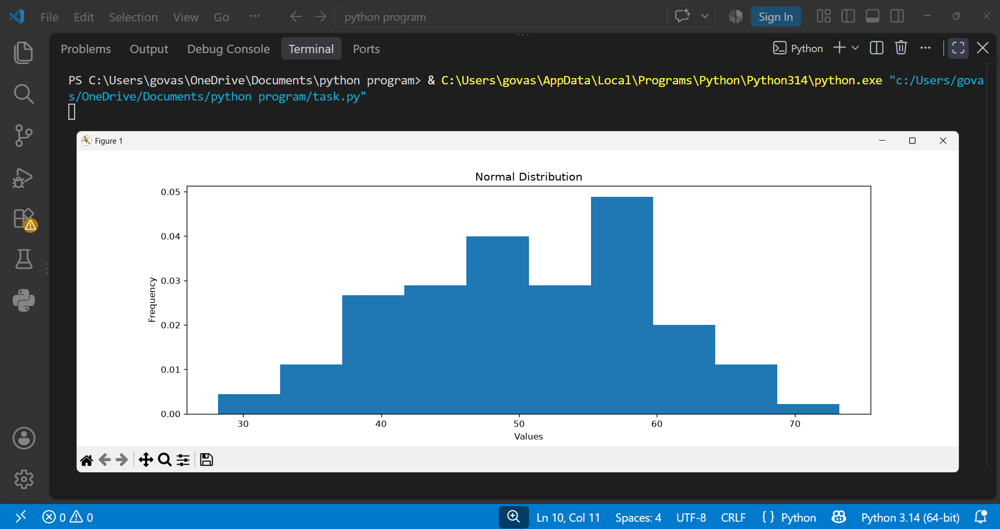 File Edit Selection View Go ··· python program Sign In
Problems Output Debug Console Terminal Ports Python
PS C:\Users\govas\OneDrive\Documents\python program> & C:\Users\govas\AppData\Local\Programs\Python\Python314\python.exe "c:/Users/gova
s/OneDrive/Documents/python program/task.py"
Figure 1
Normal Distribution
0.05
0.04
0.03
0.02
0.01
0.00
Frequency
30 40 50 60 70
Values
0 0 Ln 10, Col 11 Spaces: 4 UTF-8 CRLF {} Python Python 3.14 (64-bit)